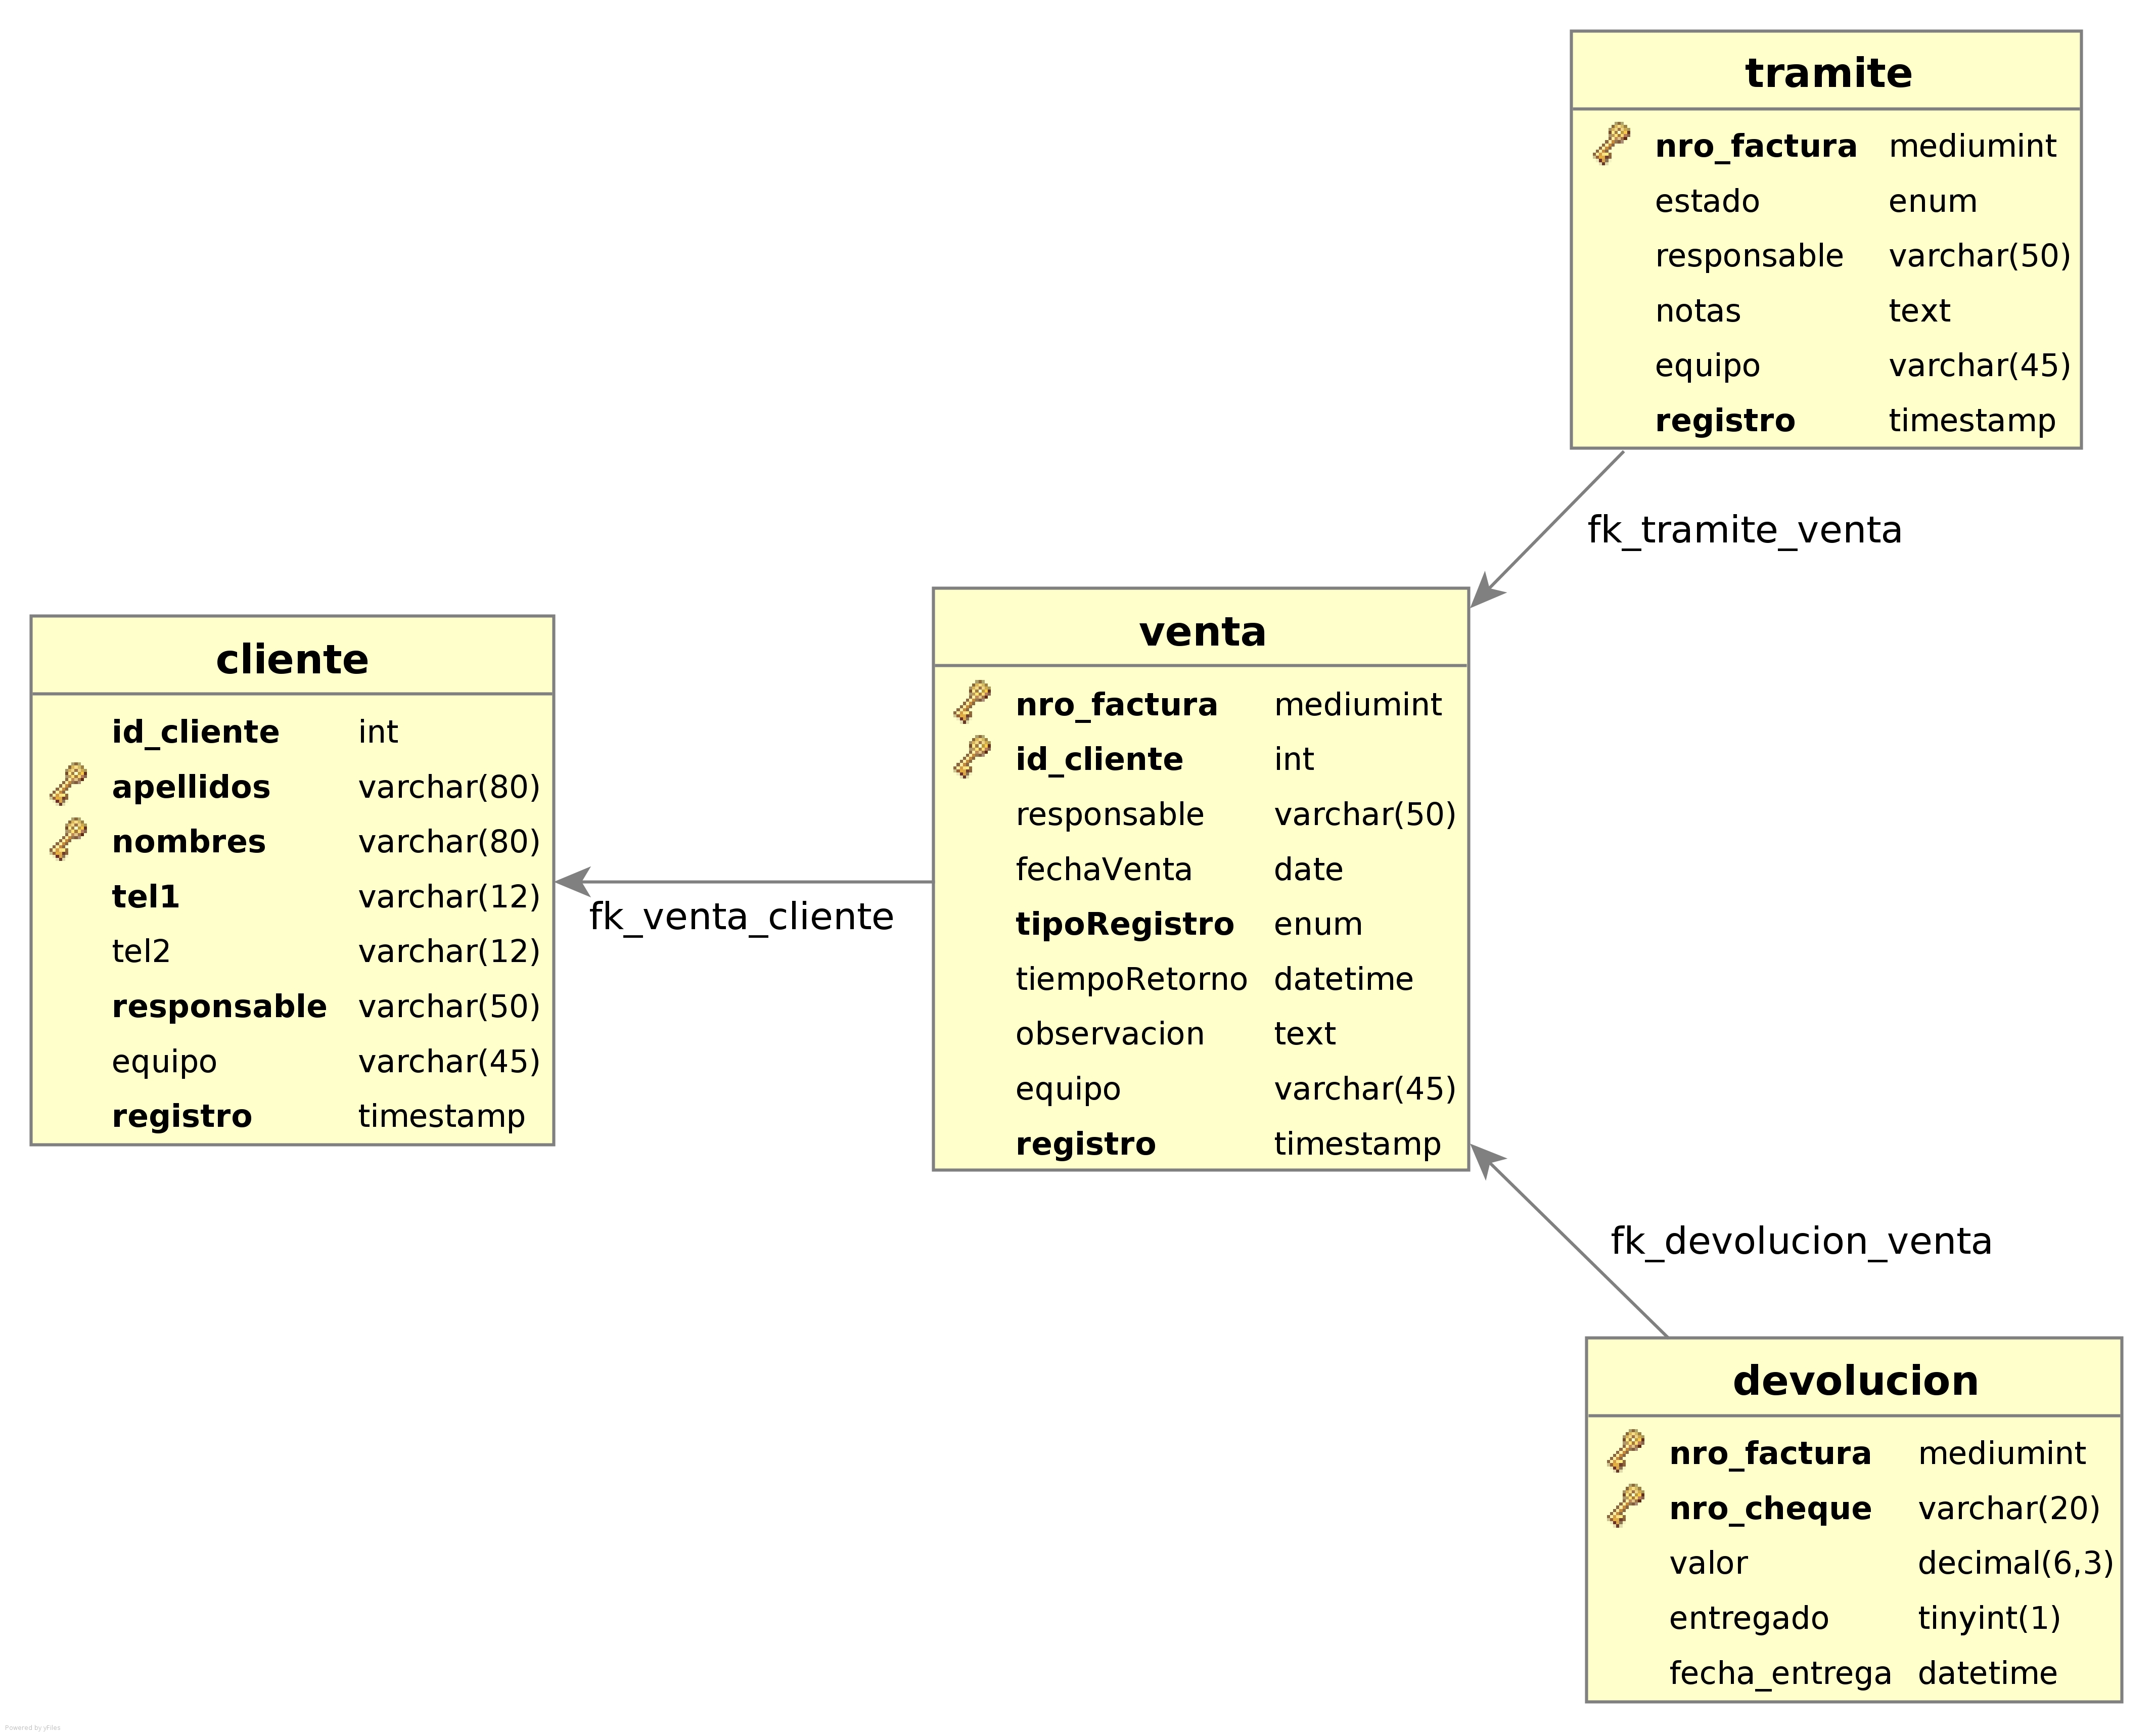 tramite
nro_factura mediumint
estado enum
responsable varchar(50)
notas text
equipo varchar(45)
registro timestamp
fk_tramite_venta
cliente
id_cliente int
apellidos varchar(80)
nombres varchar(80)
tel1 varchar(12)
tel2 varchar(12)
responsable varchar(50)
equipo varchar(45)
registro timestamp
fk_venta_cliente
venta
nro_factura mediumint
id_cliente int
responsable varchar(50)
fechaVenta date
tipoRegistro enum
tiempoRetorno datetime
observacion text
equipo varchar(45)
registro timestamp
fk_devolucion_venta
devolucion
nro_factura mediumint
nro_cheque varchar(20)
valor decimal(6,3)
entregado tinyint(1)
fecha_entrega datetime
Powered by yFiles